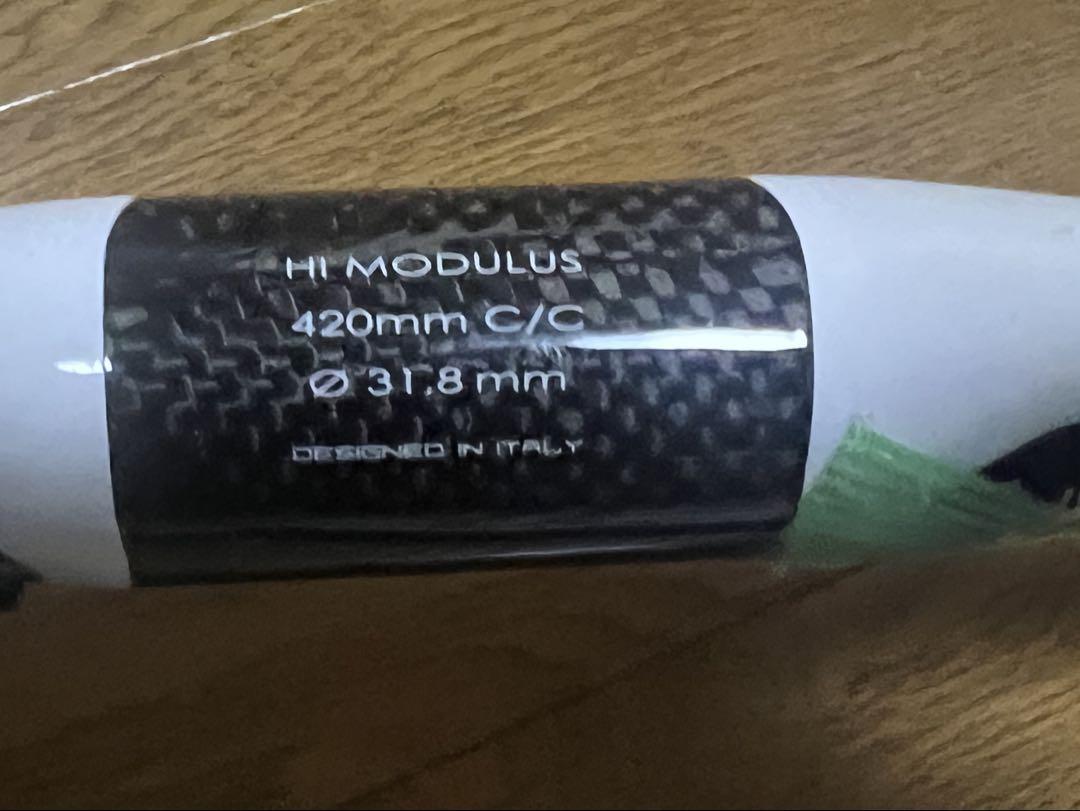 HI MODULUS
420mm C/C
Ø 31,8 mm
DESIGNED IN ITALY